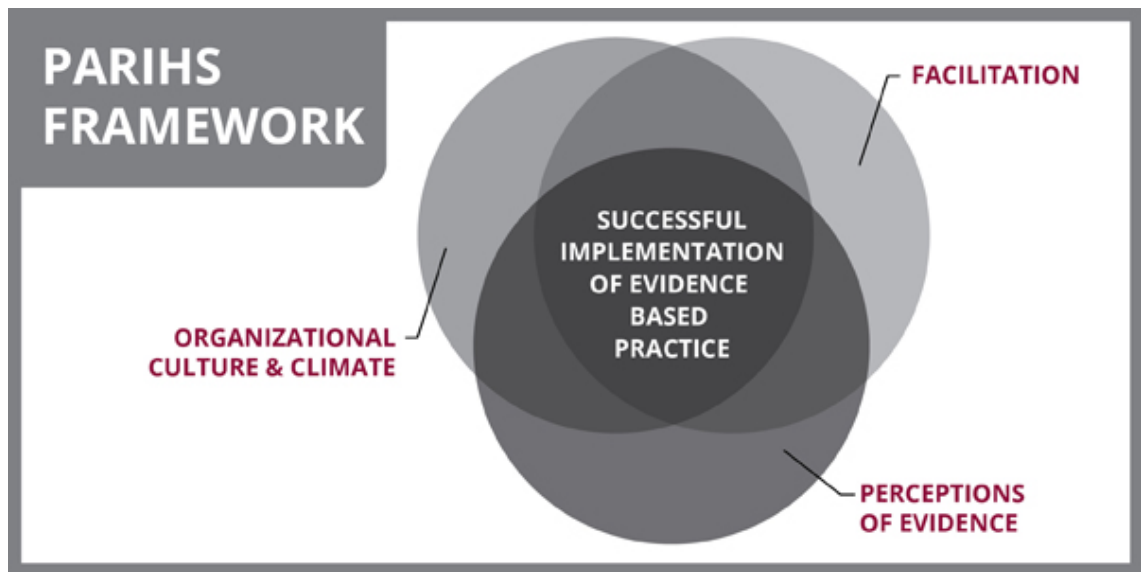 PARIHS
FRAMEWORK
FACILITATION
SUCCESSFUL
IMPLEMENTATION
OF EVIDENCE
BASED
PRACTICE
ORGANIZATIONAL
CULTURE & CLIMATE
PERCEPTIONS
OF EVIDENCE